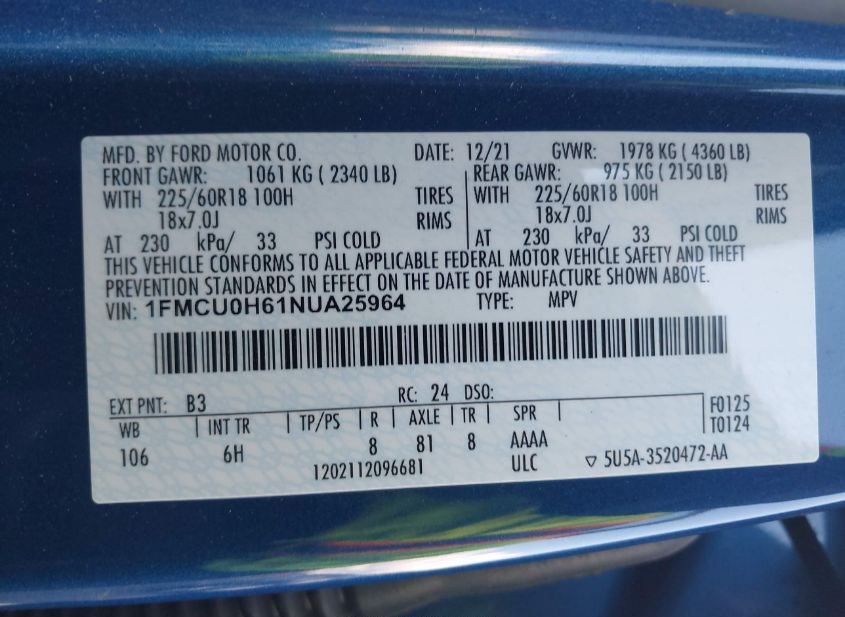 MFD. BY FORD MOTOR CO. DATE: 12/21 GVWR: 1978 KG ( 4360 LB)
FRONT GAWR: 1061 KG ( 2340 LB) REAR GAWR: 975 KG ( 2150 LB)
WITH 225/60R18 100H TIRES WITH 225/60R18 100H TIRES
18x7.0J RIMS 18x7.0J RIMS
AT 230 kPa/ 33 PSI COLD AT 230 kPa/ 33 PSI COLD
THIS VEHICLE CONFORMS TO ALL APPLICABLE FEDERAL MOTOR VEHICLE SAFETY AND THEFT
PREVENTION STANDARDS IN EFFECT ON THE DATE OF MANUFACTURE SHOWN ABOVE.
VIN: 1FMCU0H61NUA25964 TYPE: MPV
EXT PNT: B3 RC: 24 DSO:
WB INT TR TP/PS R AXLE TR SPR F0125
106 6H 8 81 8 AAAA T0124
1202112096681 ULC ▽ 5U5A-3520472-AA